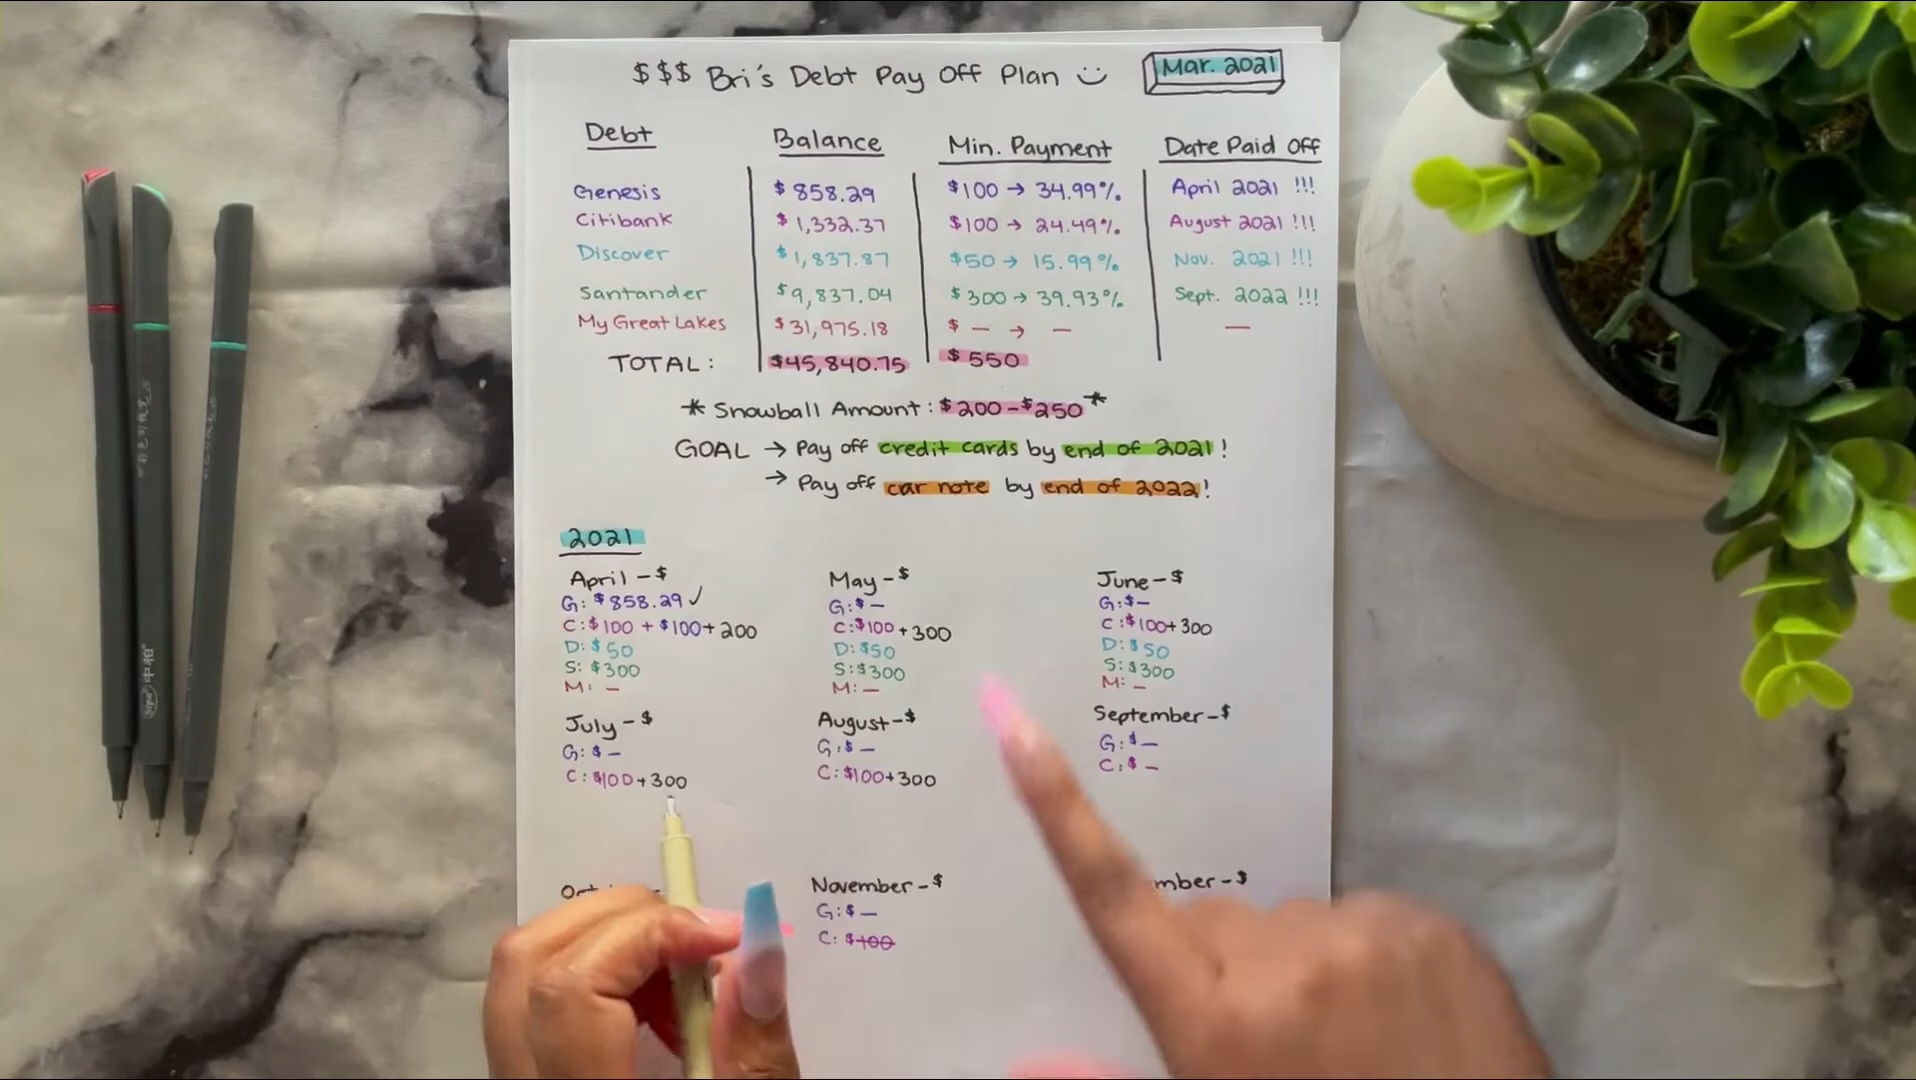 $$$ Bri's Debt Pay Off Plan
Mar. 2021
Debt Balance Min. Payment Date Paid Off
Genesis $858.29 $100 → 34.99% April 2021 !!!
Citibank $1,332.37 $100 → 24.49% August 2021 !!!
Discover $1,837.87 $50 → 15.99% Nov. 2021 !!!
Santander $9,837.04 $300 → 39.93% Sept. 2022 !!!
My Great Lakes $31,975.18 $ — → — —
TOTAL: $45,840.75 $550
* Snowball Amount: $200-$250 *
GOAL → Pay off credit cards by end of 2021!
→ Pay off car note by end of 2022!
2021
April - $
G: $858.29 ✓
C: $100 + $100 + 200
D: $50
S: $300
M: —
May - $
G: $ —
C: $100 + 300
D: $50
S: $300
M: —
June - $
G: $ —
C: $100 + 300
D: $50
S: $300
M: —
July - $
G: $ —
C: $100 + 300
August - $
G: $ —
C: $100 + 300
September - $
G: $ —
C: $ —
November - $
G: $ —
C: $100
mber - $